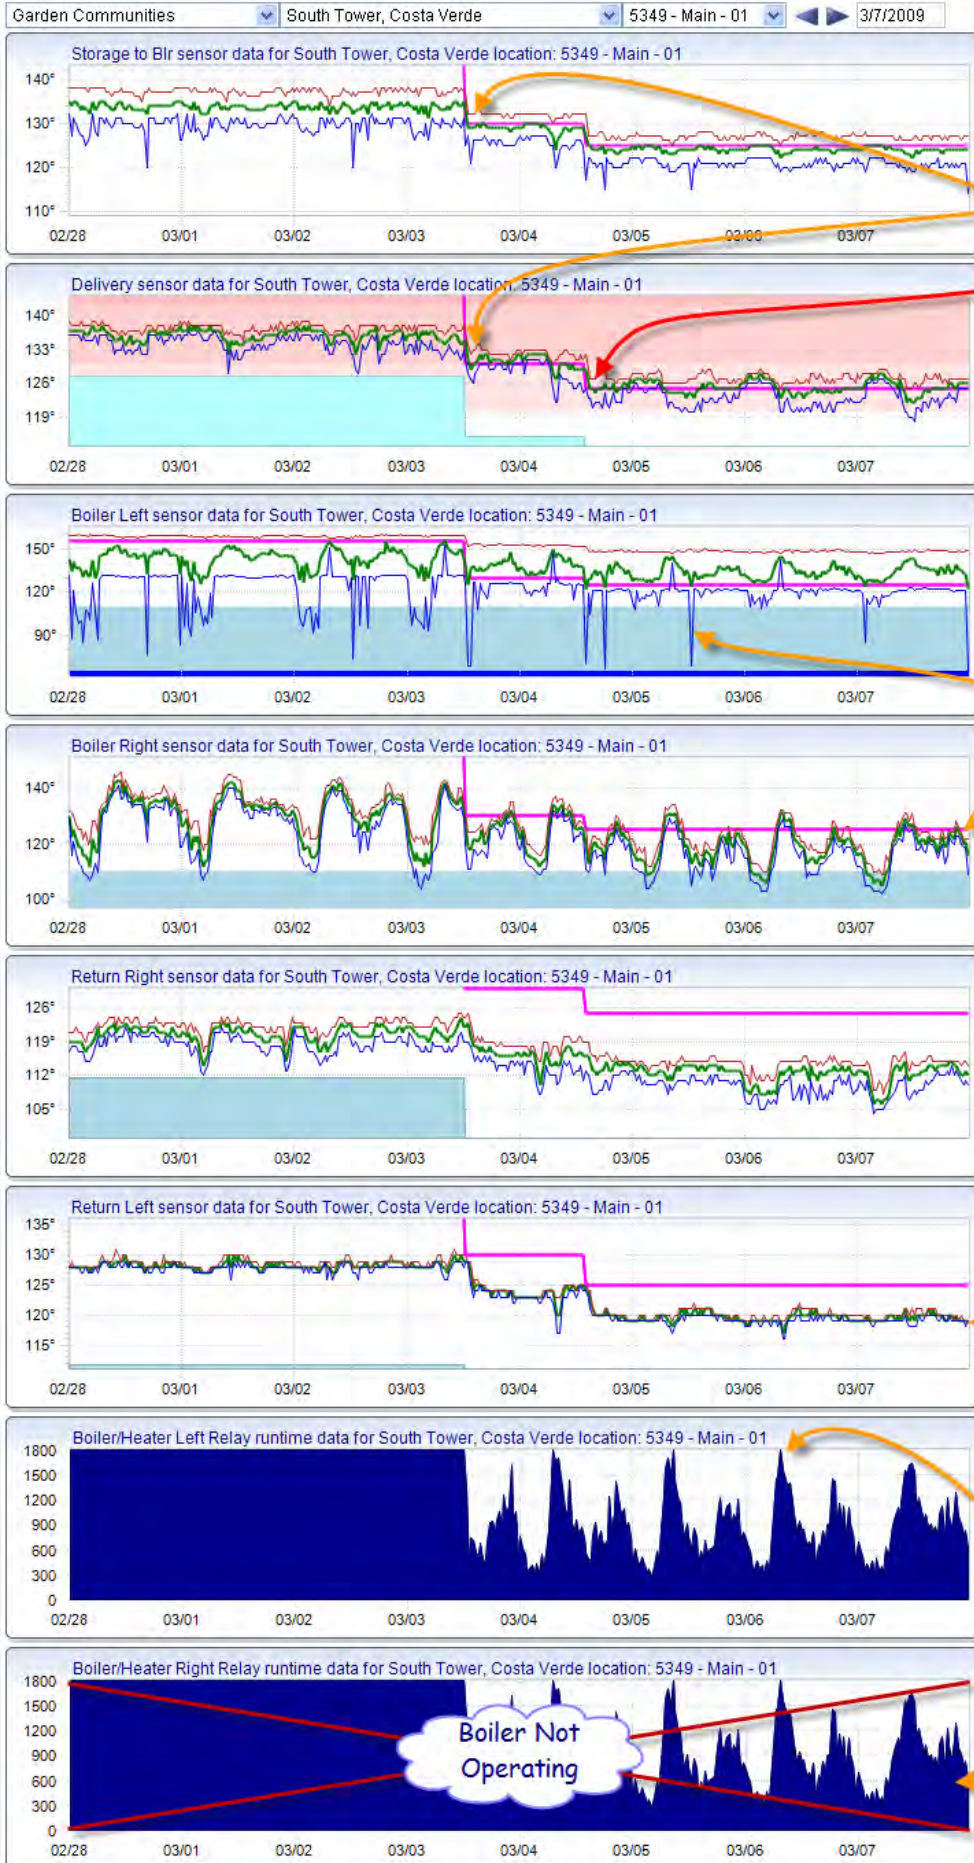 Garden Communities South Tower, Costa Verde 5349 - Main - 01 3/7/2009
Storage to Blr sensor data for South Tower, Costa Verde location: 5349 - Main - 01
140°
130°
120°
110°
02/28 03/01 03/02 03/03 03/04 03/05 03/06 03/07
Delivery sensor data for South Tower, Costa Verde location: 5349 - Main - 01
140°
133°
126°
119°
02/28 03/01 03/02 03/03 03/04 03/05 03/06 03/07
Boiler Left sensor data for South Tower, Costa Verde location: 5349 - Main - 01
150°
120°
90°
02/28 03/01 03/02 03/03 03/04 03/05 03/06 03/07
Boiler Right sensor data for South Tower, Costa Verde location: 5349 - Main - 01
140°
120°
100°
02/28 03/01 03/02 03/03 03/04 03/05 03/06 03/07
Return Right sensor data for South Tower, Costa Verde location: 5349 - Main - 01
126°
119°
112°
105°
02/28 03/01 03/02 03/03 03/04 03/05 03/06 03/07
Return Left sensor data for South Tower, Costa Verde location: 5349 - Main - 01
135°
130°
125°
120°
115°
02/28 03/01 03/02 03/03 03/04 03/05 03/06 03/07
Boiler/Heater Left Relay runtime data for South Tower, Costa Verde location: 5349 - Main - 01
1800
1500
1200
900
600
300
0
02/28 03/01 03/02 03/03 03/04 03/05 03/06 03/07
Boiler/Heater Right Relay runtime data for South Tower, Costa Verde location: 5349 - Main - 01
1800
1500
1200
900
600
300
0
Boiler Not
Operating
02/28 03/01 03/02 03/03 03/04 03/05 03/06 03/07